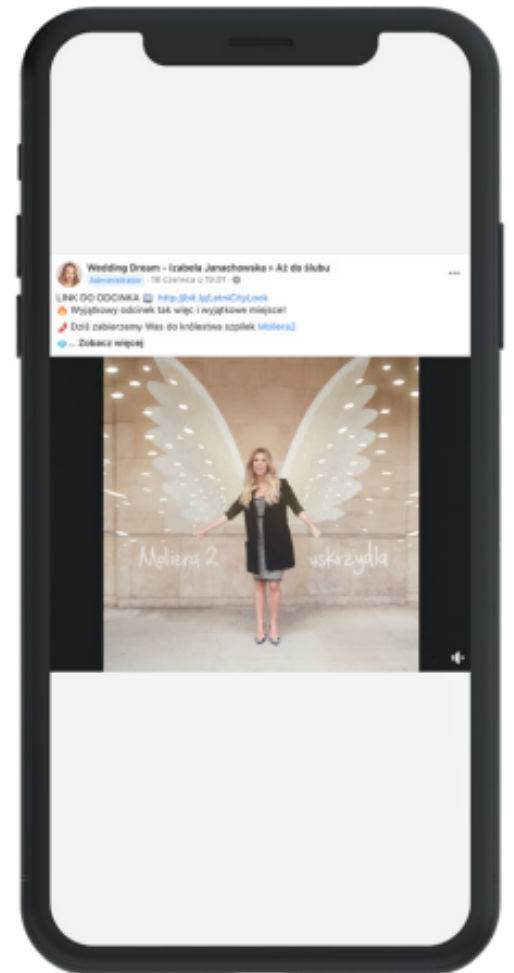 Wedding Dream - Izabela Janachowska ▸ Aż do ślubu
Administrator · 18 czerwca o 19:01 ·
LINK DO ODCINKA ➡️ http://bit.ly/LetniCityLook
🔥 Wyjątkowy odcinek tak więc i wyjątkowe miejsce!
👠 Dziś zabierzemy Was do królestwa szpilek Moliera2
💎 ... Zobacz więcej
Moliera 2 uskrzydla